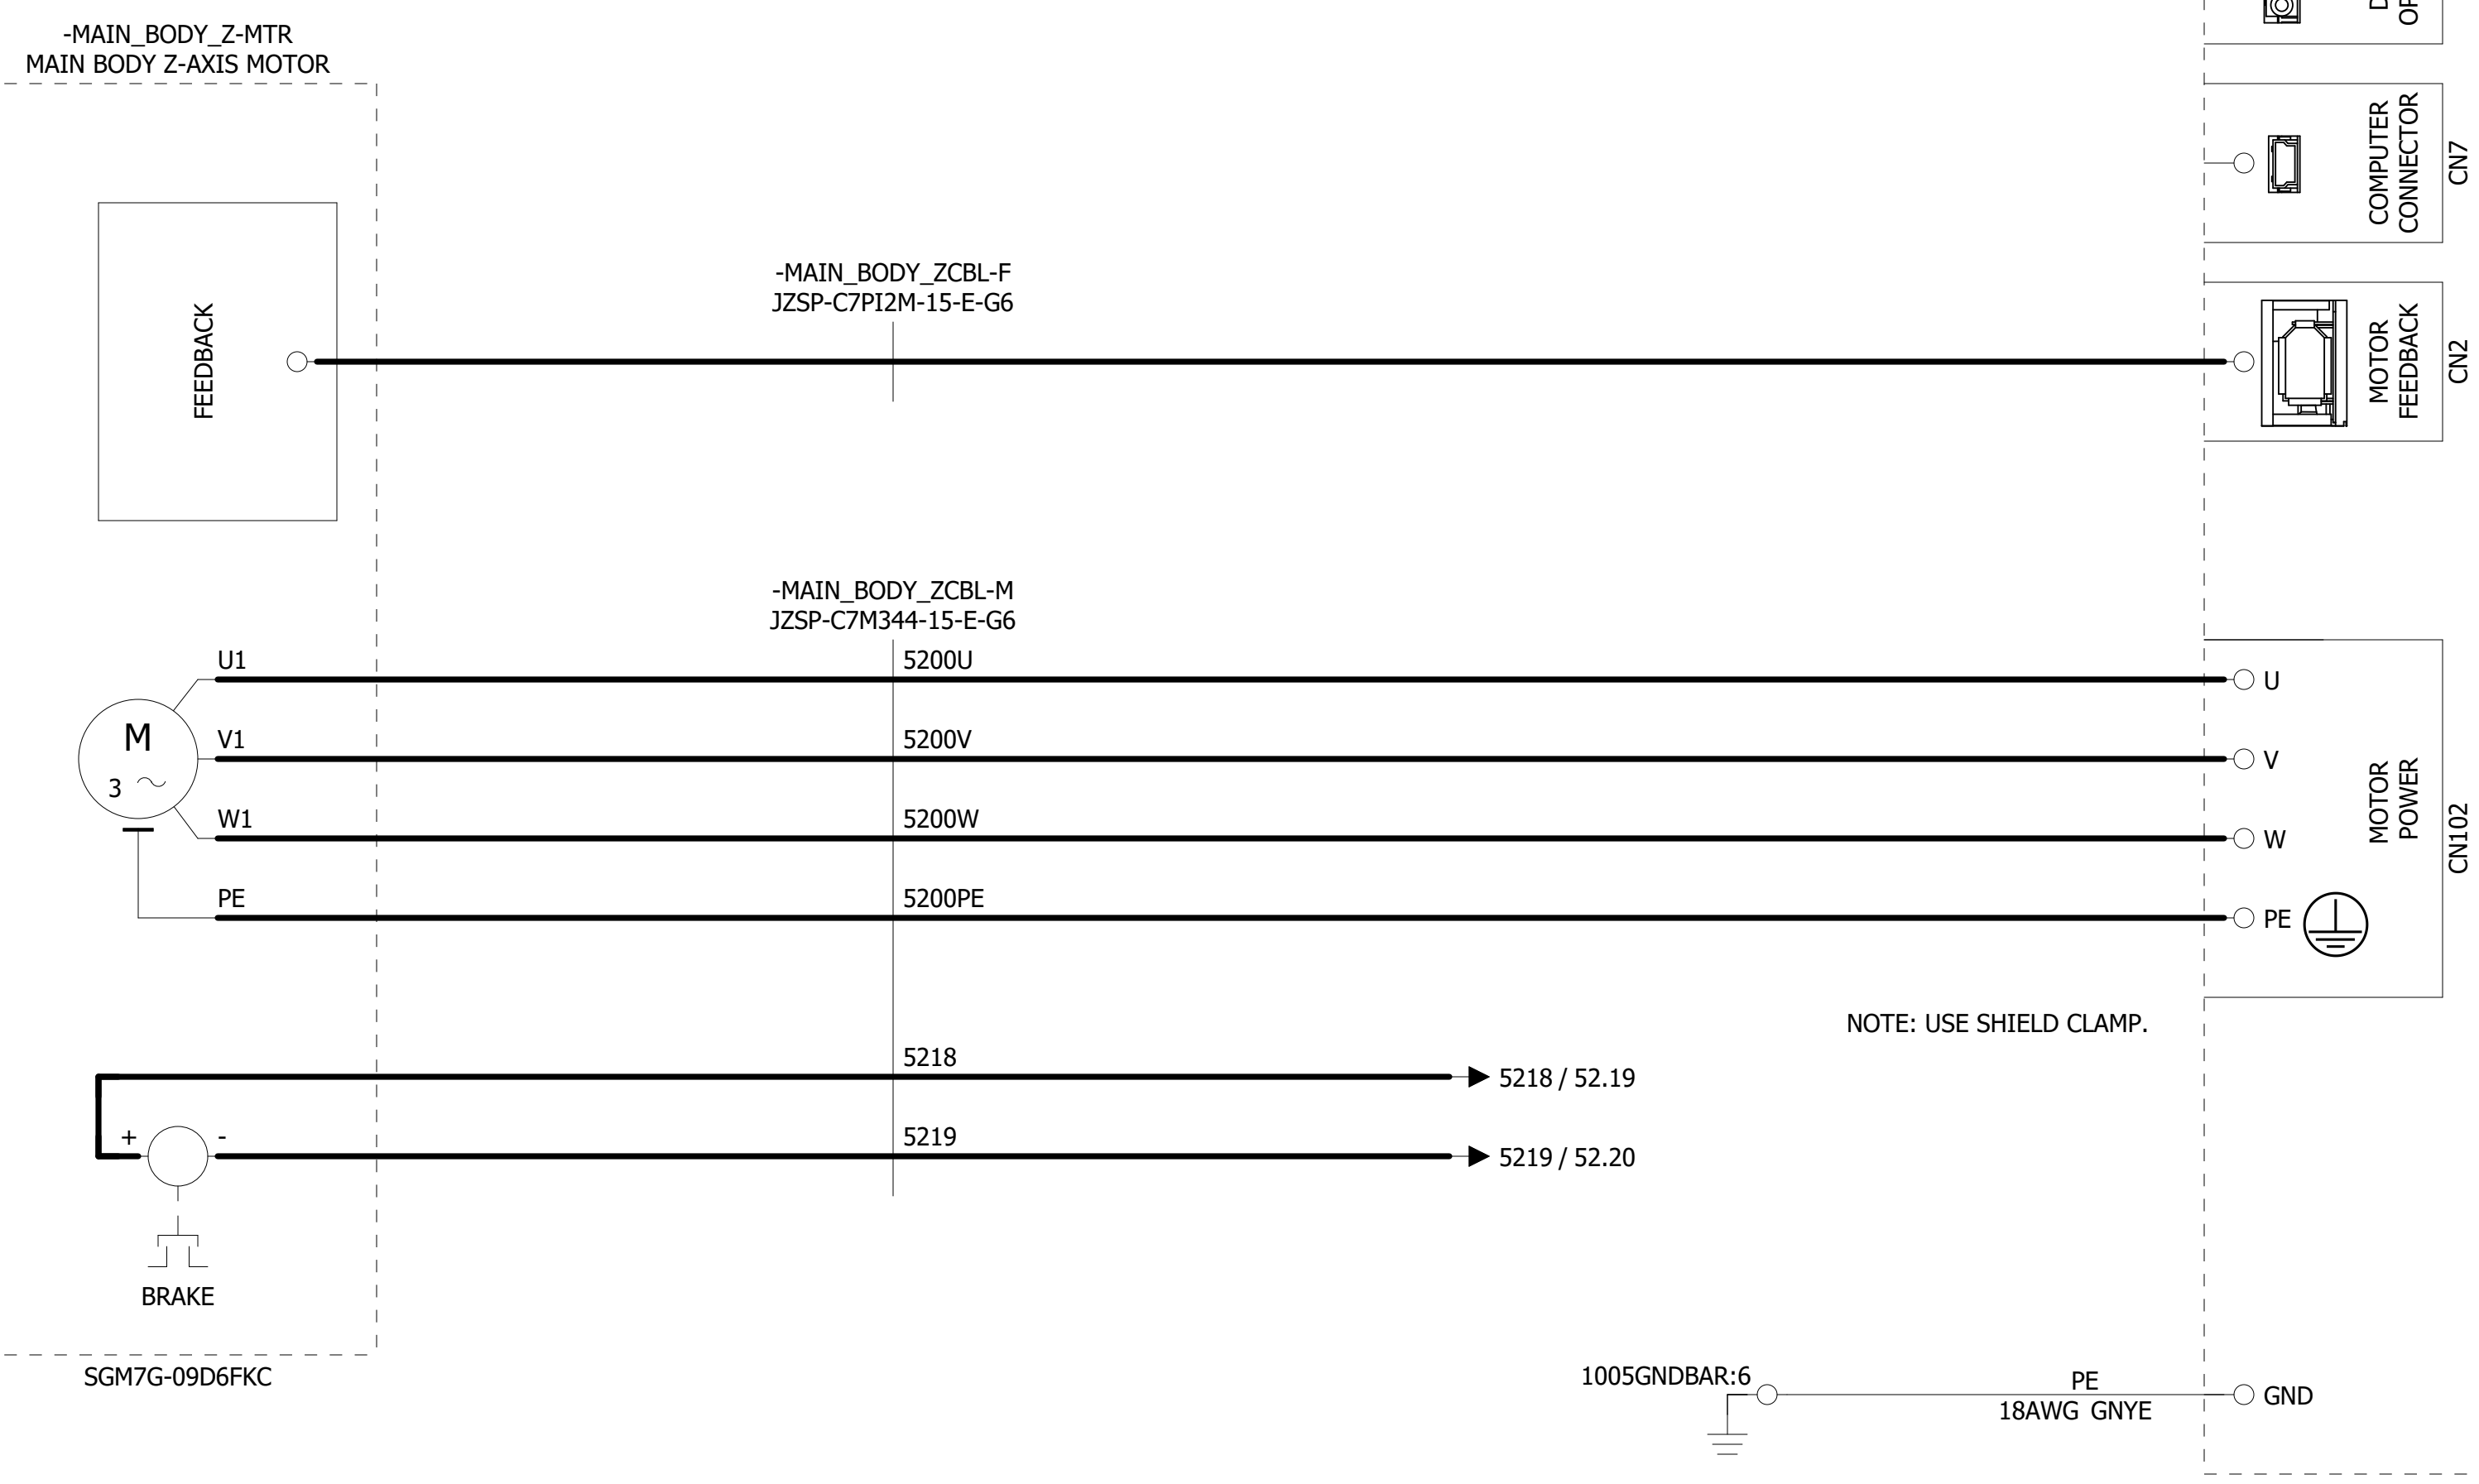 -MAIN_BODY_Z-MTR
MAIN BODY Z-AXIS MOTOR
COMPUTER
CONNECTOR
CN7
-MAIN_BODY_ZCBL-F
JZSP-C7PI2M-15-E-G6
FEEDBACK
MOTOR
FEEDBACK
CN2
-MAIN_BODY_ZCBL-M
JZSP-C7M344-15-E-G6
U1
5200U
U
M
3
V1
5200V
V
W1
5200W
W
MOTOR
POWER
CN102
PE
5200PE
PE
NOTE: USE SHIELD CLAMP.
5218
5218 / 52.19
+
-
5219
5219 / 52.20
BRAKE
SGM7G-09D6FKC
1005GNDBAR:6
PE
18AWG GNYE
GND